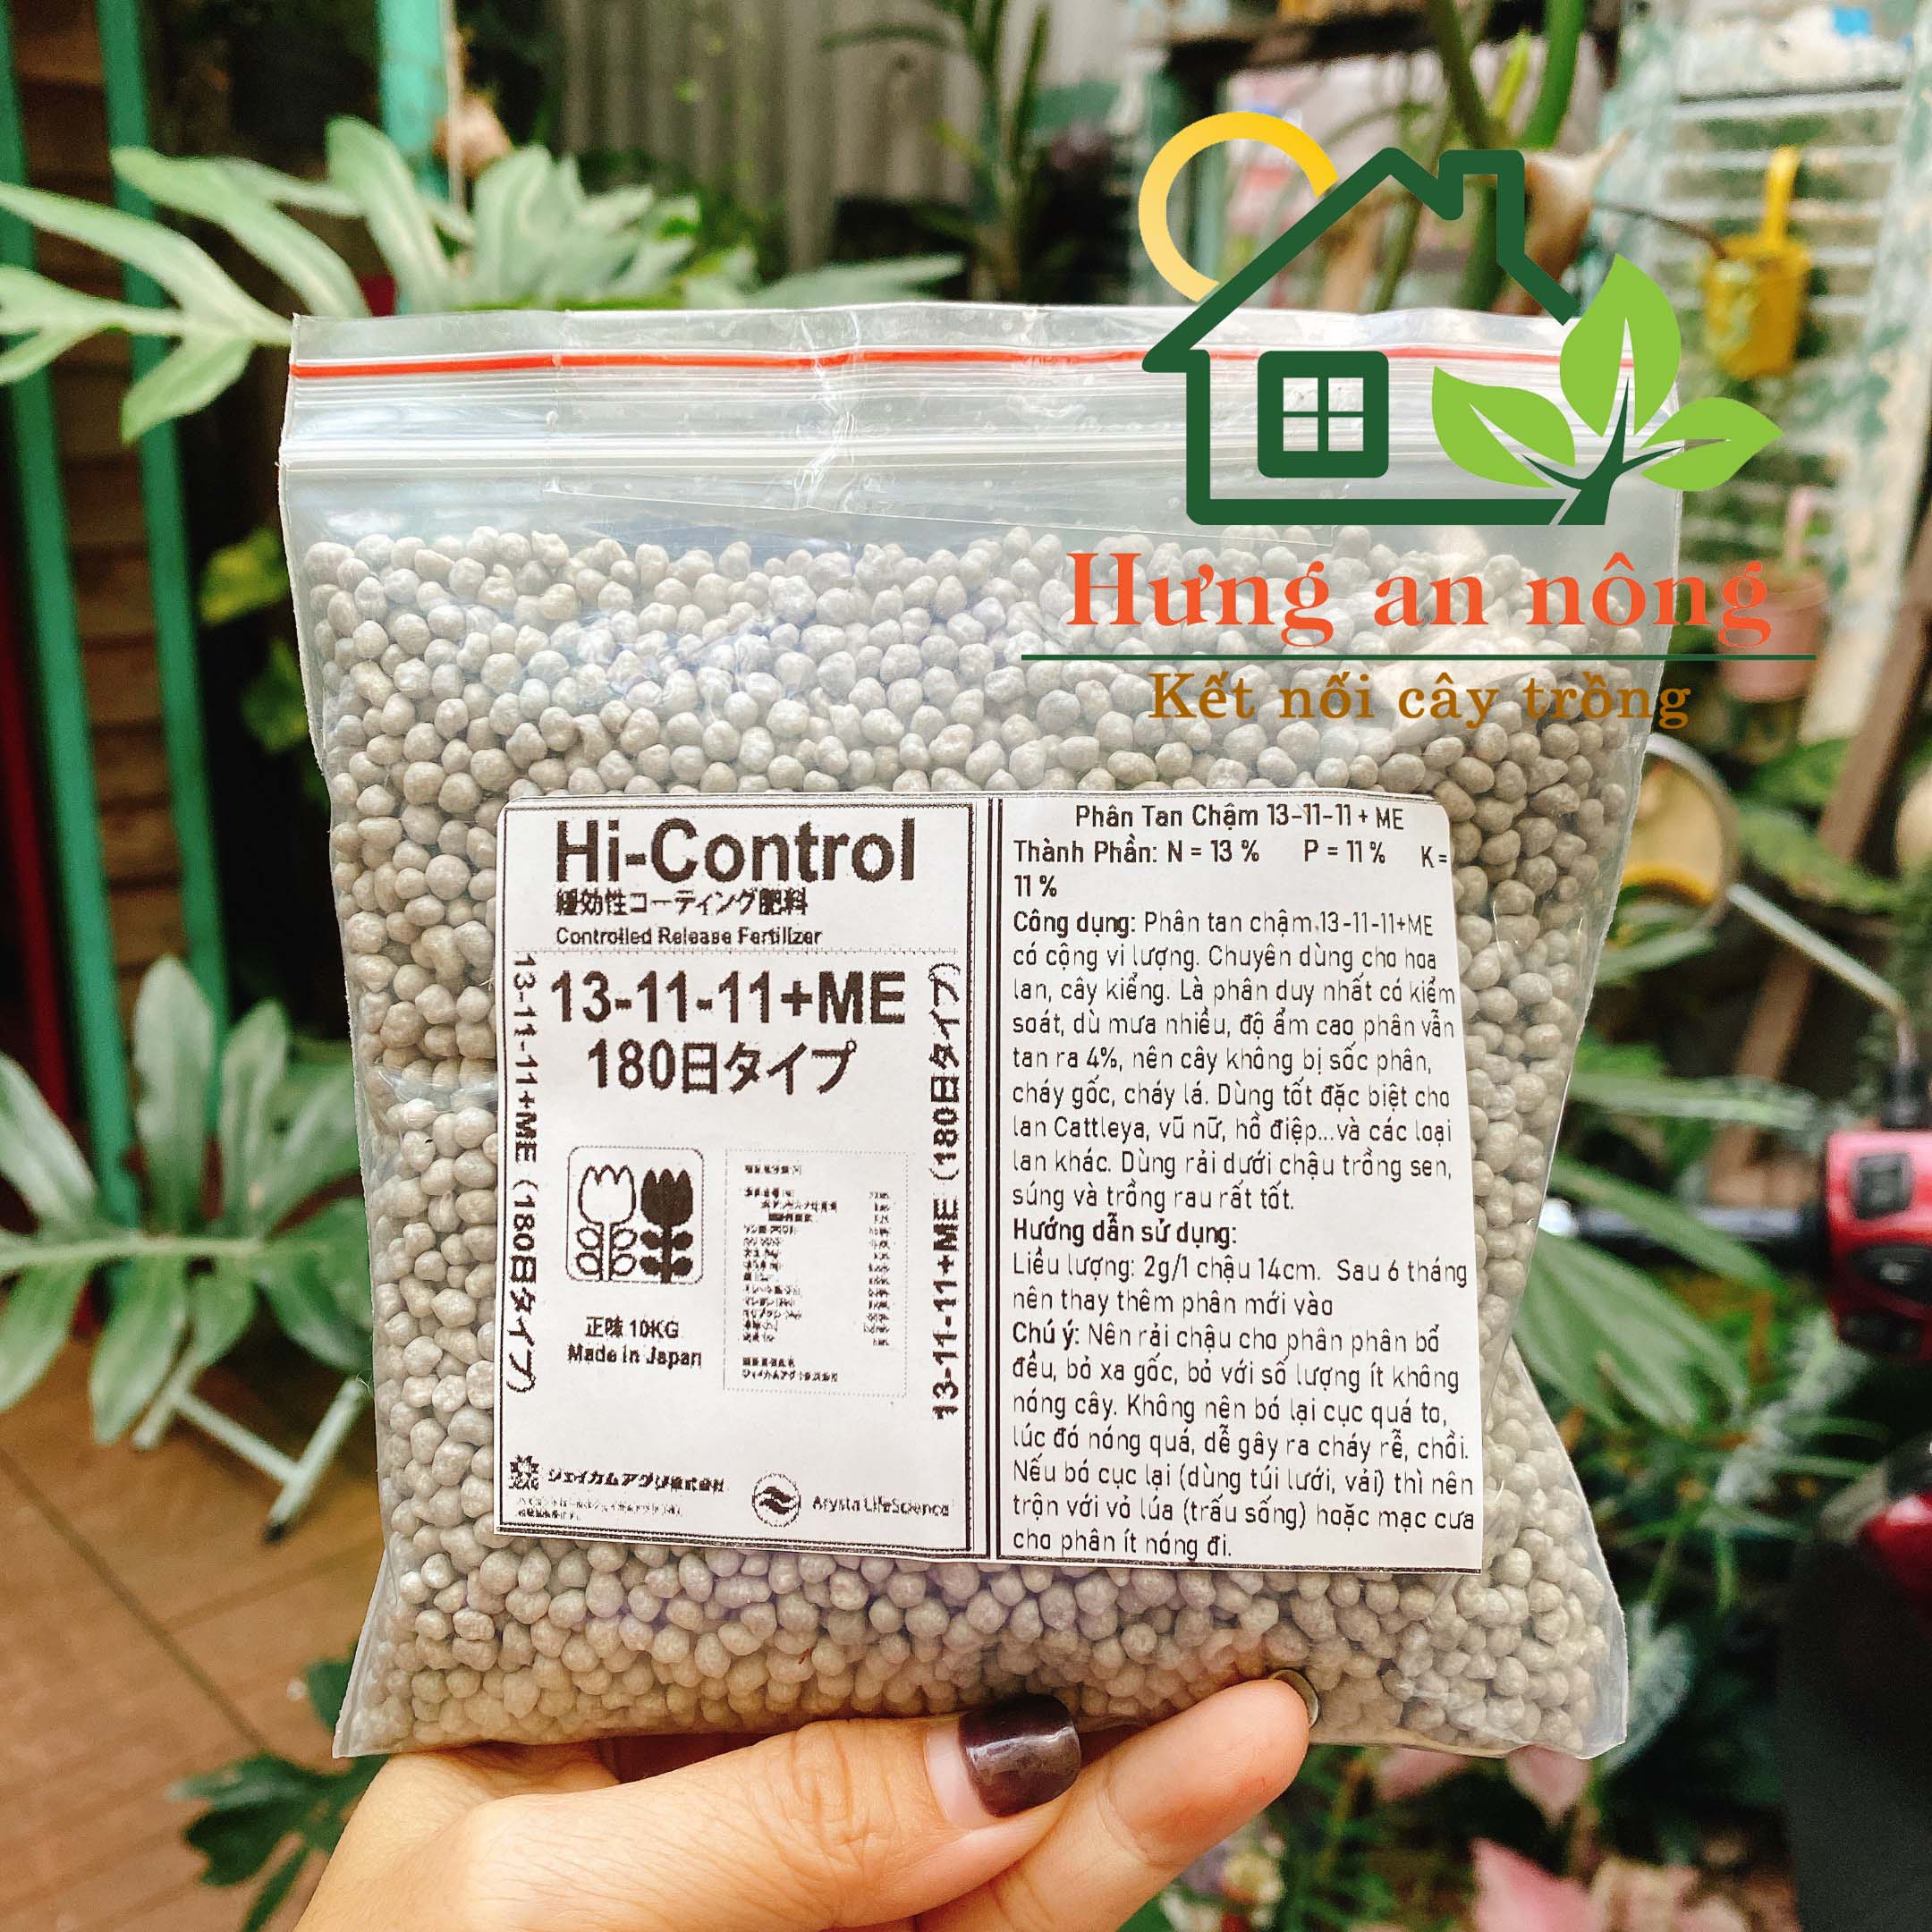 Hưng an nông
Kết nối cây trồng
Hi-Control
緩効性コーティング肥料
Controlled Release Fertilizer
13-11-11+ME
180日タイプ
13-11-11+ME (180日タイプ)
13-11-11+ME (180日タイプ)
正味 10KG
Made in Japan
ジェイカムアグリ株式会社
Arysta LifeScience
Phân Tan Chậm 13-11-11 + ME
Thành Phần: N = 13 % P = 11 % K =
11 %
Công dụng: Phân tan chậm 13-11-11+ME
có cộng vi lượng. Chuyên dùng cho hoa
lan, cây kiểng. Là phân duy nhất có kiểm
soát, dù mưa nhiều, độ ẩm cao phân vẫn
tan ra 4%, nên cây không bị sốc phân,
cháy gốc, cháy lá. Dùng tốt đặc biệt cho
lan Cattleya, vũ nữ, hồ điệp...và các loại
lan khác. Dùng rải dưới chậu trồng sen,
súng và trồng rau rất tốt.
Hướng dẫn sử dụng:
Liều lượng: 2g/1 chậu 14cm. Sau 6 tháng
nên thay thêm phân mới vào
Chú ý: Nên rải chậu cho phân phân bổ
đều, bỏ xa gốc, bỏ với số lượng ít không
nóng cây. Không nên bó lại cục quá to,
lúc đó nóng quá, dễ gây ra cháy rễ, chồi.
Nếu bó cục lại (dùng túi lưới, vải) thì nên
trộn với vỏ lúa (trấu sống) hoặc mạc cưa
cho phân ít nóng đi.